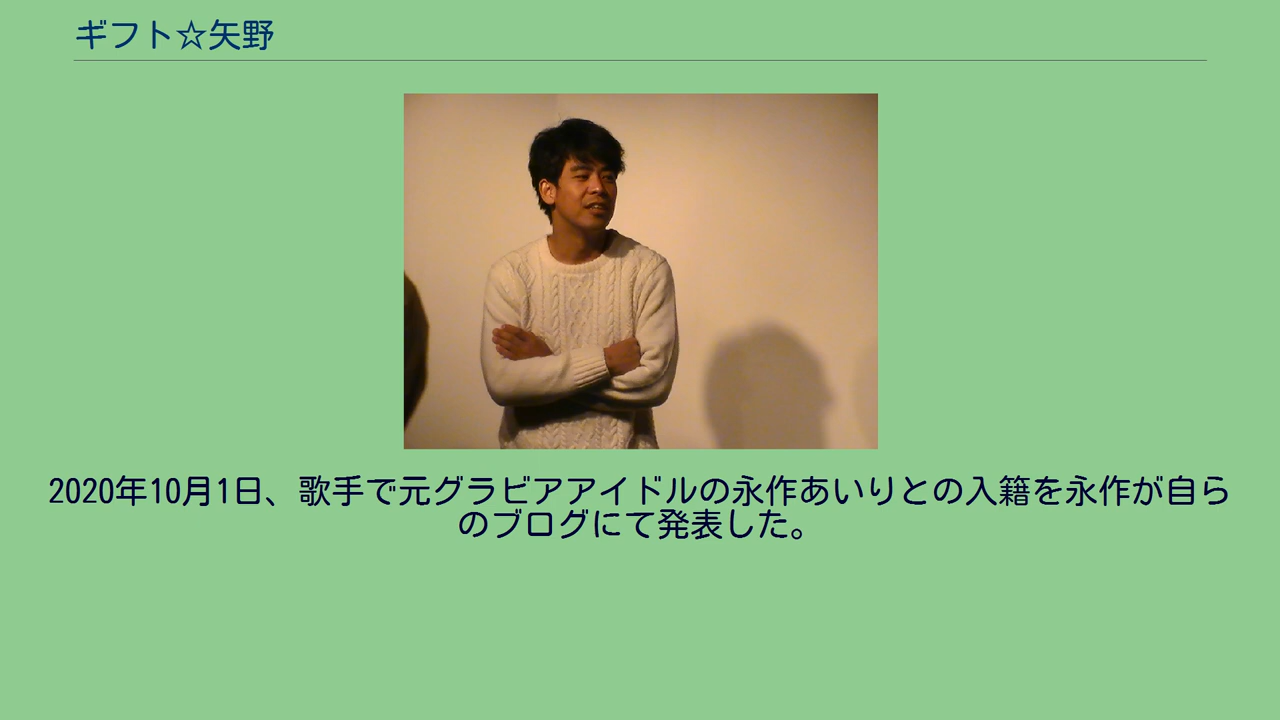 ギフト☆矢野
2020年10月1日、歌手で元グラビアアイドルの永作あいりとの入籍を永作が自ら
のブログにて発表した。